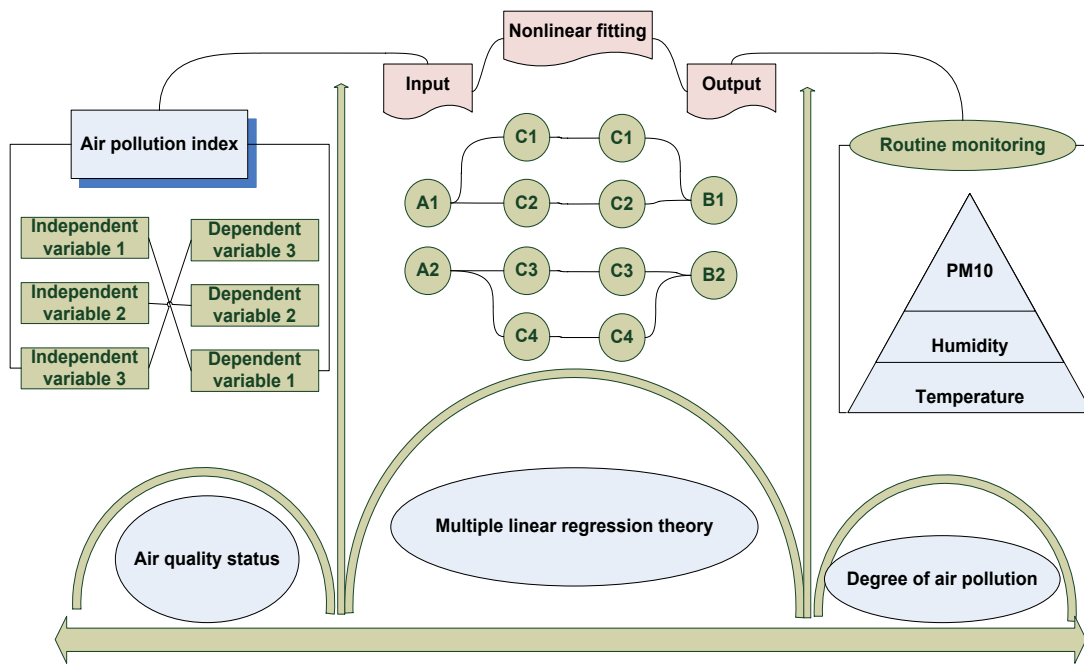 Nonlinear fitting
Input
Output
Air pollution index
Routine monitoring
Independent
variable 1
Dependent
variable 3
Independent
variable 2
Dependent
variable 2
Independent
variable 3
Dependent
variable 1
C1
C1
A1
C2
C2
B1
A2
C3
C3
B2
C4
C4
PM10
Humidity
Temperature
Air quality status
Multiple linear regression theory
Degree of air pollution